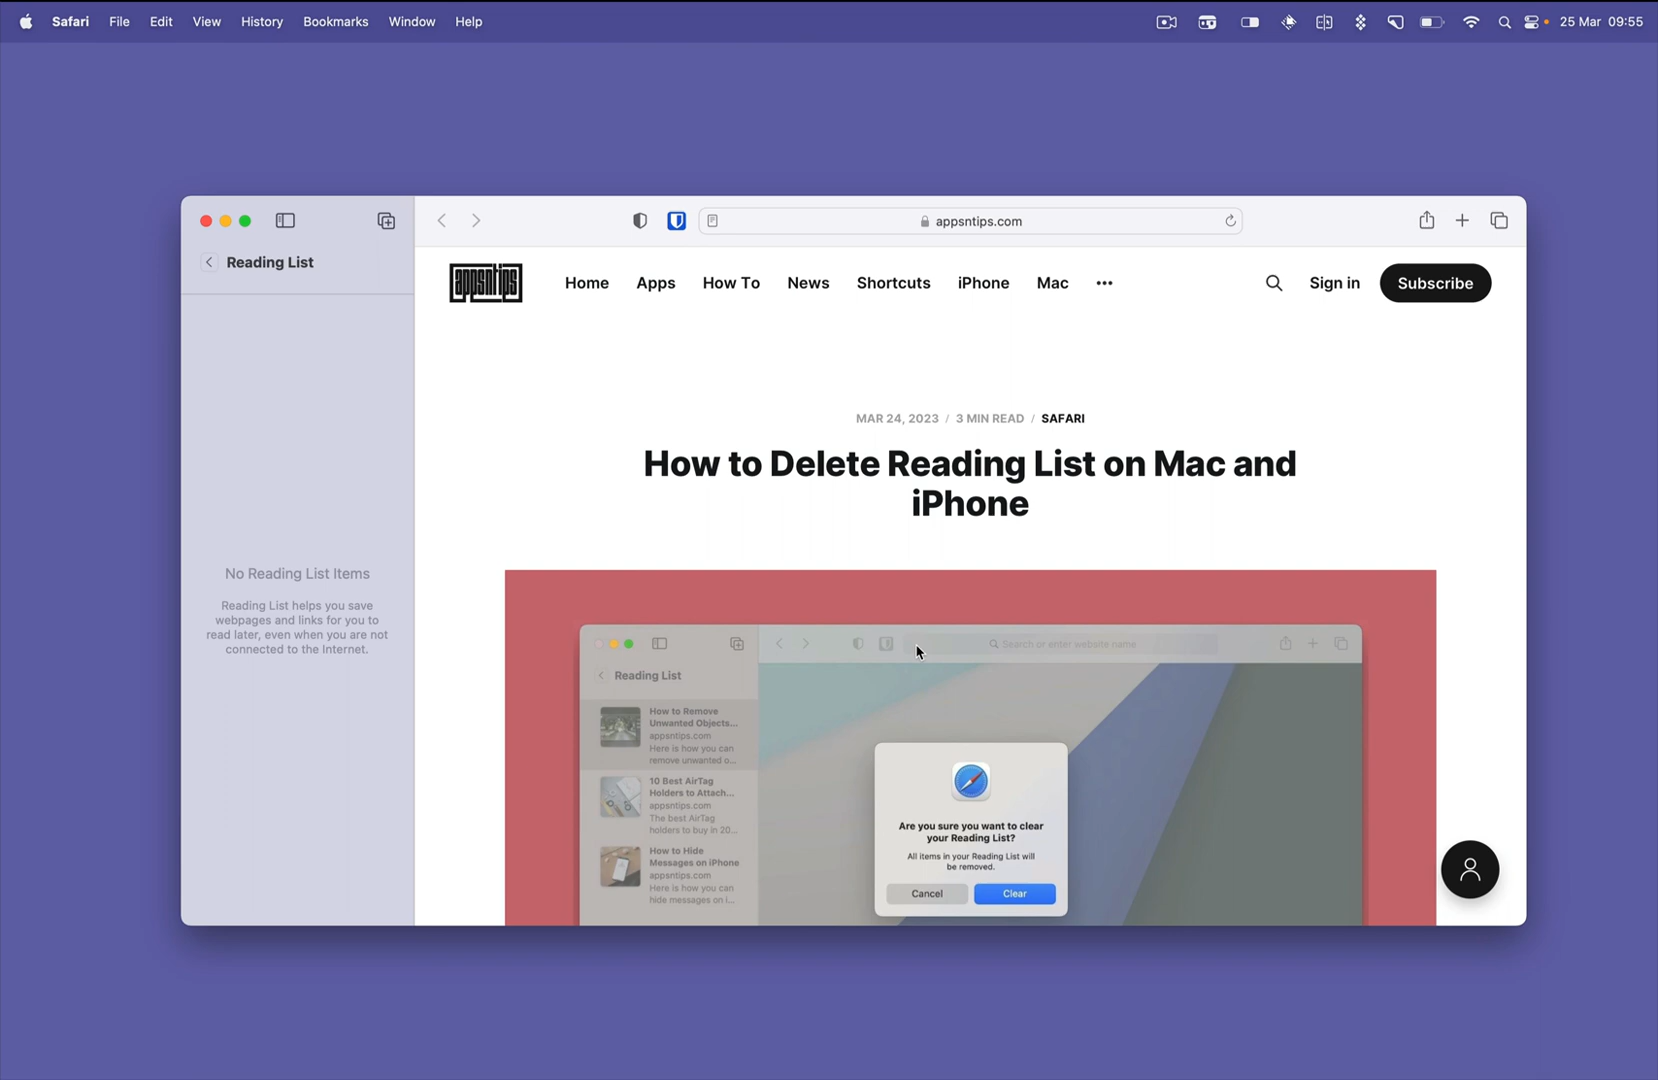 Safari File Edit View History Bookmarks Window Help
25 Mar 09:55
Reading List
No Reading List Items
Reading List helps you save
webpages and links for you to
read later, even when you are not
connected to the Internet.
appsntips.com
appsntips
Home Apps How To News Shortcuts iPhone Mac •••
Sign in
Subscribe
MAR 24, 2023 / 3 MIN READ / SAFARI
How to Delete Reading List on Mac and
iPhone
Search or enter website name
Reading List
How to Remove
Unwanted Objects...
appsntips.com
Here is how you can
remove unwanted o...
10 Best AirTag
Holders to Attach...
appsntips.com
The best AirTag
holders to buy in 20...
How to Hide
Messages on iPhone
appsntips.com
Here is how you can
hide messages on i...
Are you sure you want to clear
your Reading List?
All items in your Reading List will
be removed.
Cancel
Clear